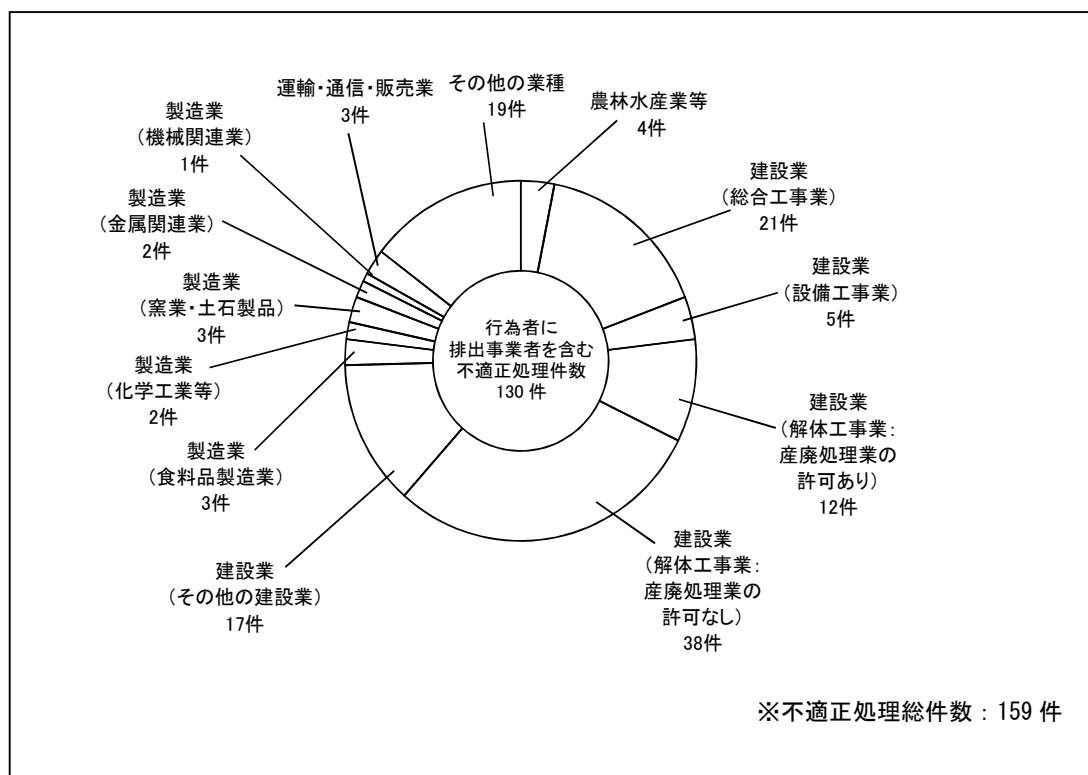 その他の業種
19件
農林水産業等
4件
建設業
（総合工事業）
21件
建設業
（設備工事業）
5件
建設業
（解体工事業：
産廃処理業の
許可あり）
12件
建設業
（解体工事業：
産廃処理業の
許可なし）
38件
建設業
（その他の建設業）
17件
製造業
（食料品製造業）
3件
製造業
（化学工業等）
2件
製造業
（窯業・土石製品）
3件
製造業
（金属関連業）
2件
製造業
（機械関連業）
1件
運輸・通信・販売業
3件
行為者に
排出事業者を含む
不適正処理件数
130 件
※不適正処理総件数：159 件